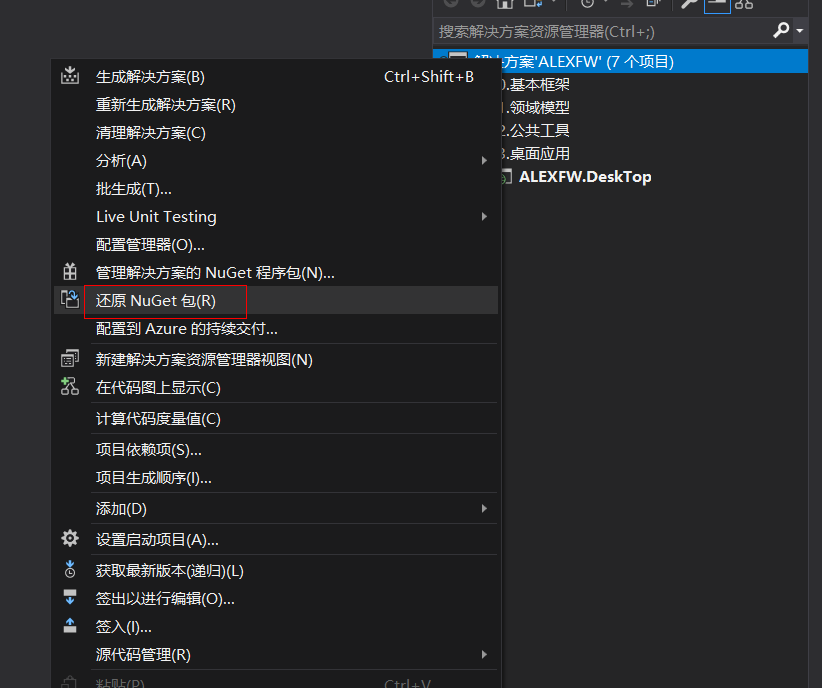 搜索解决方案资源管理器(Ctrl+;)
解决方案'ALEXFW' (7 个项目)
.基本框架
.领域模型
.公共工具
.桌面应用
ALEXFW.DeskTop
生成解决方案(B) Ctrl+Shift+B
重新生成解决方案(R)
清理解决方案(C)
分析(A)
批生成(T)...
Live Unit Testing
配置管理器(O)...
管理解决方案的 NuGet 程序包(N)...
还原 NuGet 包(R)
配置到 Azure 的持续交付...
新建解决方案资源管理器视图(N)
在代码图上显示(C)
计算代码度量值(C)
项目依赖项(S)...
项目生成顺序(I)...
添加(D)
设置启动项目(A)...
获取最新版本(递归)(L)
签出以进行编辑(O)...
签入(I)...
源代码管理(R)
粘贴(P) Ctrl+V